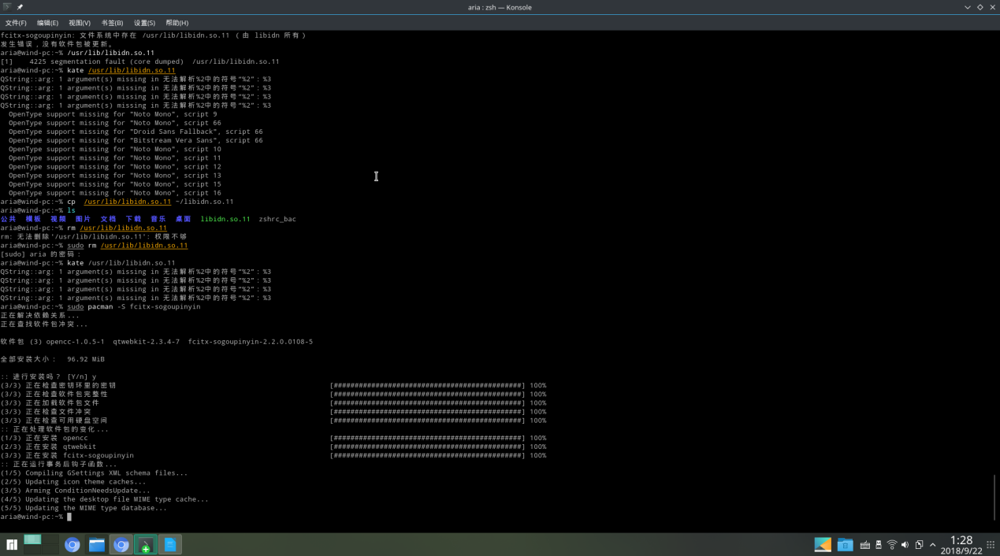 aria : zsh — Konsole
文件(F) 编辑(E) 视图(V) 书签(B) 设置(S) 帮助(H)
fcitx-sogoupinyin: 文件系统中存在 /usr/lib/libidn.so.11 (由 libidn 所有)
发生错误，没有软件包被更新。
aria@wind-pc:~% /usr/lib/libidn.so.11
[1]    4225 segmentation fault (core dumped)  /usr/lib/libidn.so.11
aria@wind-pc:~% kate /usr/lib/libidn.so.11
QString::arg: 1 argument(s) missing in 无法解析%2中的符号“%2”: %3
QString::arg: 1 argument(s) missing in 无法解析%2中的符号“%2”: %3
QString::arg: 1 argument(s) missing in 无法解析%2中的符号“%2”: %3
QString::arg: 1 argument(s) missing in 无法解析%2中的符号“%2”: %3
  OpenType support missing for "Noto Mono", script 9
  OpenType support missing for "Noto Mono", script 66
  OpenType support missing for "Droid Sans Fallback", script 66
  OpenType support missing for "Bitstream Vera Sans", script 66
  OpenType support missing for "Noto Mono", script 10
  OpenType support missing for "Noto Mono", script 11
  OpenType support missing for "Noto Mono", script 12
  OpenType support missing for "Noto Mono", script 13
  OpenType support missing for "Noto Mono", script 15
  OpenType support missing for "Noto Mono", script 16
aria@wind-pc:~% cp  /usr/lib/libidn.so.11 ~/libidn.so.11
aria@wind-pc:~% ls
公共  模板  视频  图片  文档  下载  音乐  桌面  libidn.so.11  zshrc_bac
aria@wind-pc:~% rm /usr/lib/libidn.so.11
rm: 无法删除'/usr/lib/libidn.so.11': 权限不够
aria@wind-pc:~% sudo rm /usr/lib/libidn.so.11
[sudo] aria 的密码：
aria@wind-pc:~% kate /usr/lib/libidn.so.11
QString::arg: 1 argument(s) missing in 无法解析%2中的符号“%2”: %3
QString::arg: 1 argument(s) missing in 无法解析%2中的符号“%2”: %3
QString::arg: 1 argument(s) missing in 无法解析%2中的符号“%2”: %3
QString::arg: 1 argument(s) missing in 无法解析%2中的符号“%2”: %3
aria@wind-pc:~% sudo pacman -S fcitx-sogoupinyin
正在解决依赖关系...
正在查找软件包冲突...
软件包 (3) opencc-1.0.5-1  qtwebkit-2.3.4-7  fcitx-sogoupinyin-2.2.0.0108-5
全部安装大小：  96.92 MiB
:: 进行安装吗？ [Y/n] y
(3/3) 正在检查密钥环里的密钥 [#############################################] 100%
(3/3) 正在检查软件包完整性 [#############################################] 100%
(3/3) 正在加载软件包文件 [#############################################] 100%
(3/3) 正在检查文件冲突 [#############################################] 100%
(3/3) 正在检查可用硬盘空间 [#############################################] 100%
:: 正在处理软件包的变化...
(1/3) 正在安装 opencc [#############################################] 100%
(2/3) 正在安装 qtwebkit [#############################################] 100%
(3/3) 正在安装 fcitx-sogoupinyin [#############################################] 100%
:: 正在运行事务后钩子函数...
(1/5) Compiling GSettings XML schema files...
(2/5) Updating icon theme caches...
(3/5) Arming ConditionNeedsUpdate...
(4/5) Updating the desktop file MIME type cache...
(5/5) Updating the MIME type database...
aria@wind-pc:~%
1:28
2018/9/22